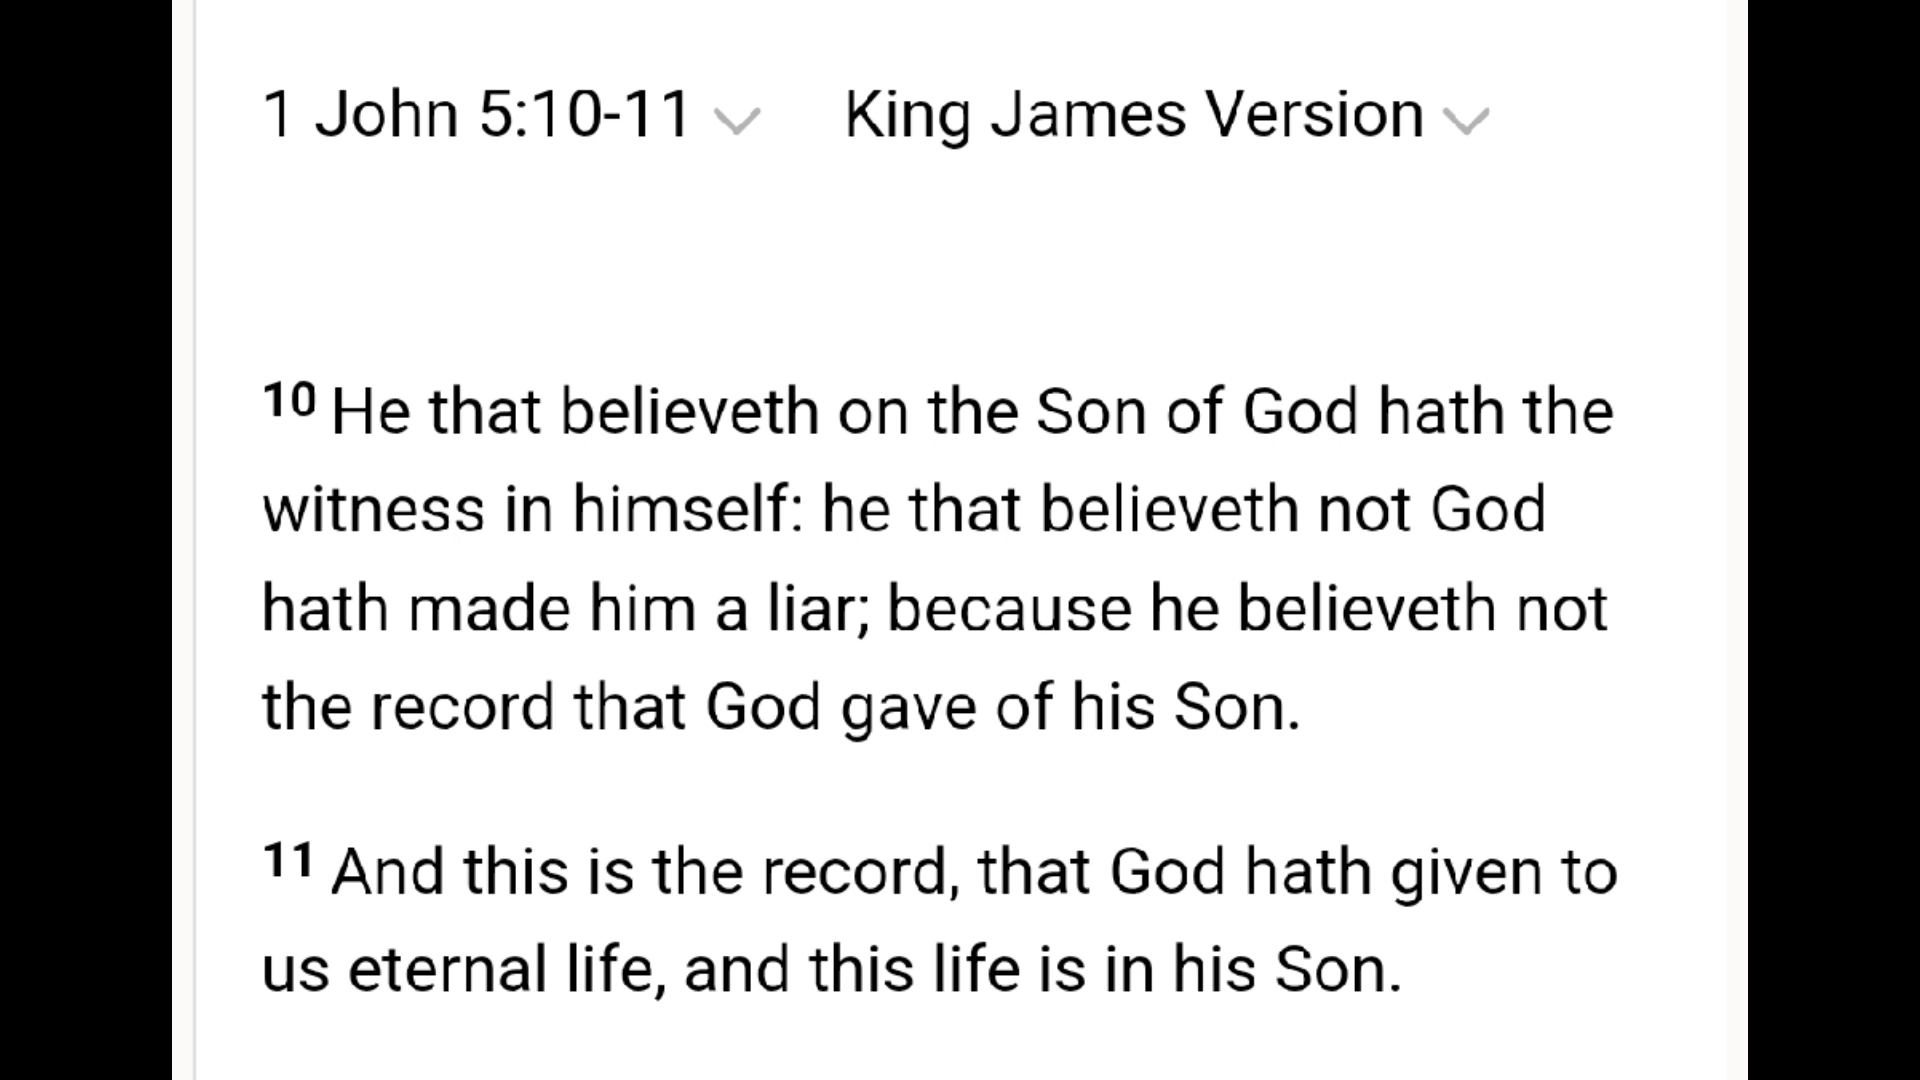 1 John 5:10-11 King James Version
10 He that believeth on the Son of God hath the
witness in himself: he that believeth not God
hath made him a liar; because he believeth not
the record that God gave of his Son.
11 And this is the record, that God hath given to
us eternal life, and this life is in his Son.